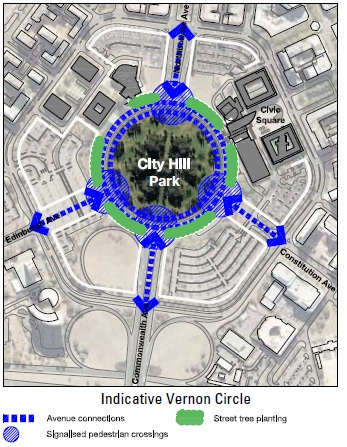 Ave
Civic
Square
City Hill
Park
Edinburgh Ave
Constitution Ave
Commonwealth Av
Indicative Vernon Circle
Avenue connections
Street tree planting
Signalised pedestrian crossings